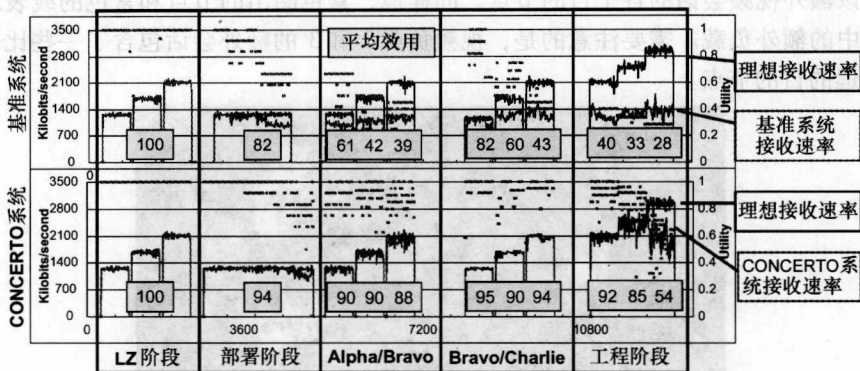 基准系统
Kilobits/second
3500
2800
2100
1400
700
0
平均效用
100
82
61 42 39
82 60 43
40 33 28
1
0.8
0.6
0.4
0.2
0
Utility
理想接收速率
基准系统
接收速率
CONCERTO系统
Kilobits/second
3500
2800
2100
1400
700
0
100
94
90 90 88
95 90 94
92 85 54
1
0.8
0.6
0.4
0.2
0
Utility
理想接收速率
CONCERTO系
统接收速率
0 3600 7200 10800
LZ阶段 部署阶段 Alpha/Bravo Bravo/Charlie 工程阶段